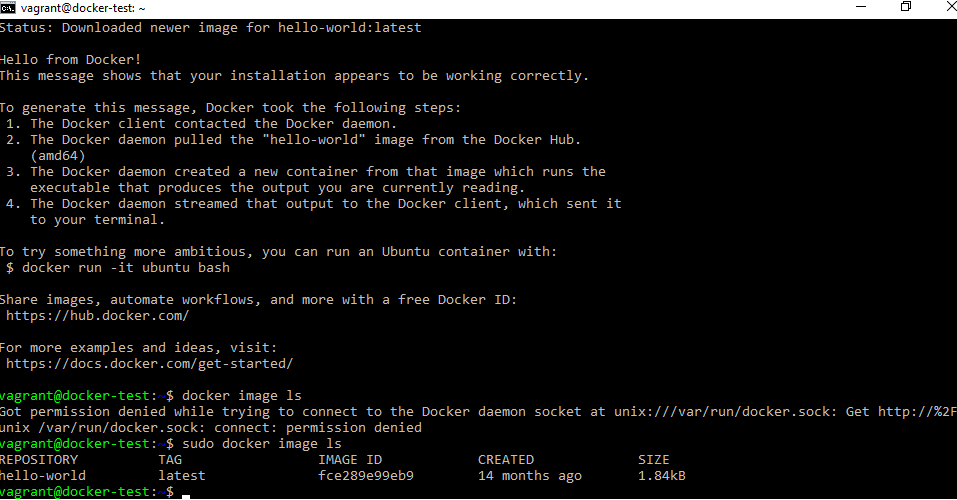 vagrant@docker-test: ~
Status: Downloaded newer image for hello-world:latest
Hello from Docker!
This message shows that your installation appears to be working correctly.
To generate this message, Docker took the following steps:
1. The Docker client contacted the Docker daemon.
2. The Docker daemon pulled the "hello-world" image from the Docker Hub.
(amd64)
3. The Docker daemon created a new container from that image which runs the
executable that produces the output you are currently reading.
4. The Docker daemon streamed that output to the Docker client, which sent it
to your terminal.
To try something more ambitious, you can run an Ubuntu container with:
$ docker run -it ubuntu bash
Share images, automate workflows, and more with a free Docker ID:
https://hub.docker.com/
For more examples and ideas, visit:
https://docs.docker.com/get-started/
vagrant@docker-test:~$ docker image ls
Got permission denied while trying to connect to the Docker daemon socket at unix:///var/run/docker.sock: Get http://%2F
unix /var/run/docker.sock: connect: permission denied
vagrant@docker-test:~$ sudo docker image ls
REPOSITORY TAG IMAGE ID CREATED SIZE
hello-world latest fce289e99eb9 14 months ago 1.84kB
vagrant@docker-test:~$